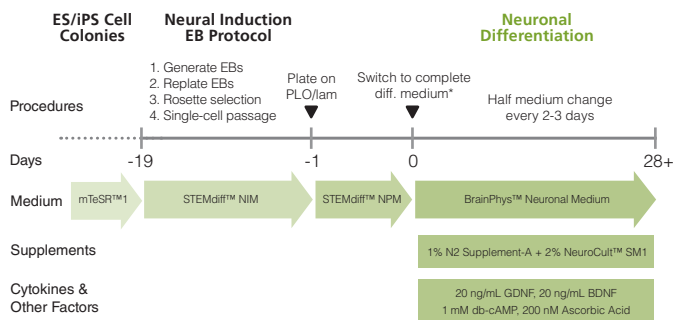 ES/iPS Cell
Colonies
Neural Induction
EB Protocol
Neuronal
Differentiation
Procedures
1. Generate EBs
2. Replate EBs
3. Rosette selection
4. Single-cell passage
Plate on
PLO/lam
Switch to complete
diff. medium*
Half medium change
every 2-3 days
Days
-19
-1
0
28+
Medium
mTeSR™1
STEMdiff™ NIM
STEMdiff™ NPM
BrainPhys™ Neuronal Medium
Supplements
1% N2 Supplement-A + 2% NeuroCult™ SM1
Cytokines &
Other Factors
20 ng/mL GDNF, 20 ng/mL BDNF
1 mM db-cAMP, 200 nM Ascorbic Acid